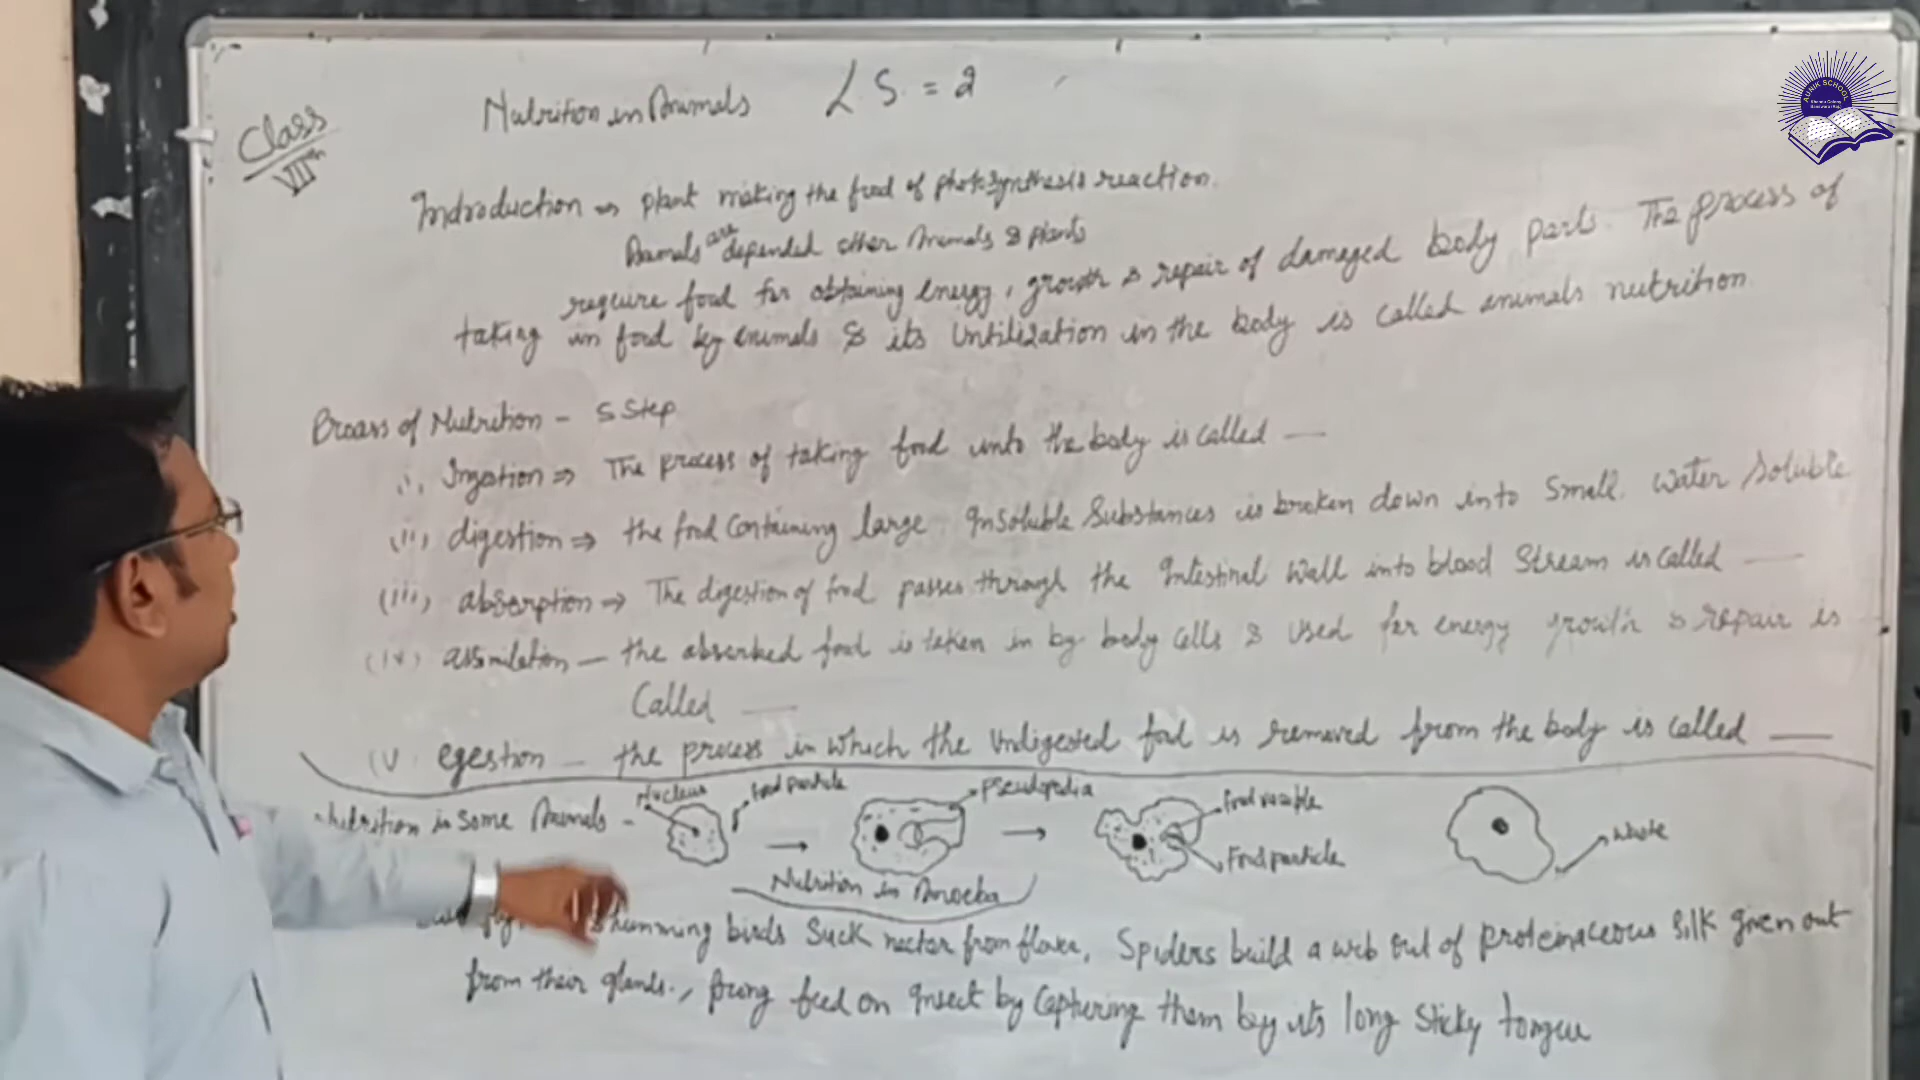 Class
VIIth
Nutrition in Animals L.S. = 2
AUNIK SCHOOL
Introduction ⇒ plant making the food of photosynthesis reaction.
Animals are depended other Animals & plants
require food for obtaining energy, growth & repair of damaged body parts. The process of
taking in food by animals & its Untilization in the body is called animals nutrition
Process of Nutrition - 5 Step
(i) Ingestion ⇒ The process of taking food into the body is called —
(ii) digestion ⇒ the food containing large. Insoluble Substances is broken down into Small. Water Soluble
(iii) absorption ⇒ The digestion of food passes through the Intestinal Wall into blood Stream is called —
(iv) assimilation — the absorbed food is taken in by body cells & used for energy growth & repair is
Called —
(v) egestion — the process in which the Undigested food is removed from the body is called —
Nutrition in Some Animals -
Nucleus
food particle
Pseudopodia
food vacuole
Food particle
Waste
Nutrition in Amoeba
humming birds Suck nectar from flower, Spiders build a web out of proteinaceous silk given out
from their glands., feed on Insect by Capturing them by its long Sticky tongue